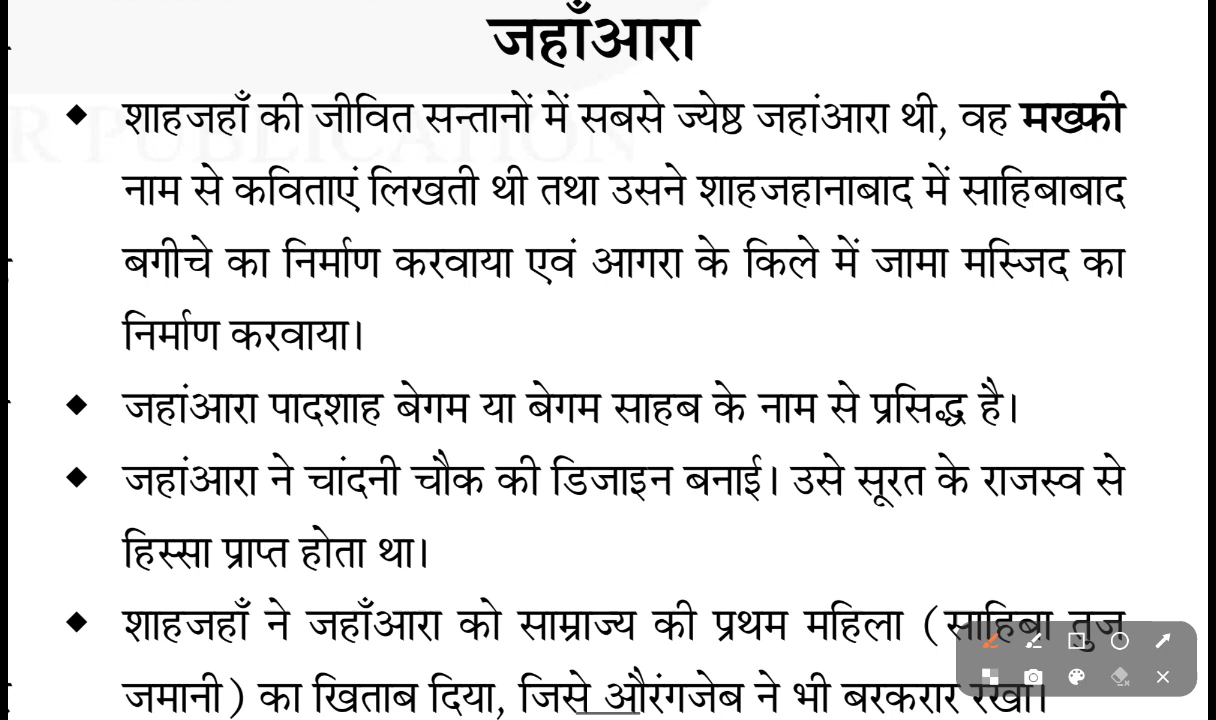 जहाँआरा
R PUBLICATION
◆ शाहजहाँ की जीवित सन्तानों में सबसे ज्येष्ठ जहांआरा थी, वह मख्फी
नाम से कविताएं लिखती थी तथा उसने शाहजहानाबाद में साहिबाबाद
बगीचे का निर्माण करवाया एवं आगरा के किले में जामा मस्जिद का
निर्माण करवाया।
◆ जहांआरा पादशाह बेगम या बेगम साहब के नाम से प्रसिद्ध है।
◆ जहांआरा ने चांदनी चौक की डिजाइन बनाई। उसे सूरत के राजस्व से
हिस्सा प्राप्त होता था।
◆ शाहजहाँ ने जहाँआरा को साम्राज्य की प्रथम महिला (साहिबा तुज
जमानी) का खिताब दिया, जिसे औरंगजेब ने भी बरकरार रखा।